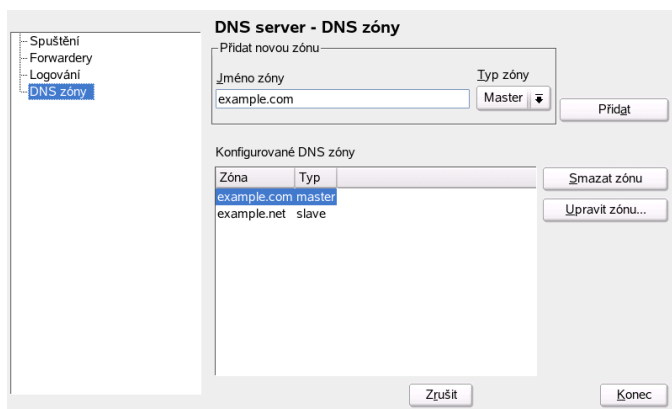 Spuštění
Forwardery
Logování
DNS zóny
DNS server - DNS zóny
Přidat novou zónu
Jméno zóny
Typ zóny
example.com
Master
Přidat
Konfigurované DNS zóny
Zóna Typ
example.com master
example.net slave
Smazat zónu
Upravit zónu...
Zrušit
Konec